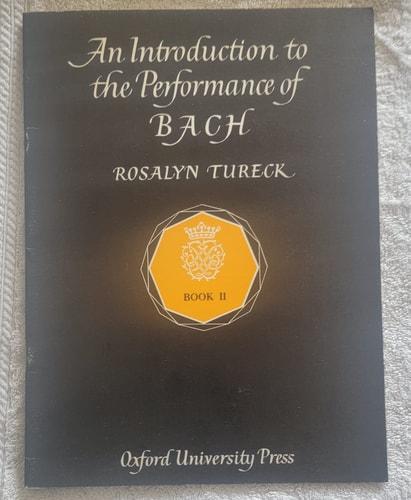 An Introduction to
the Performance of
BACH
ROSALYN TURECK
BOOK II
Oxford University Press